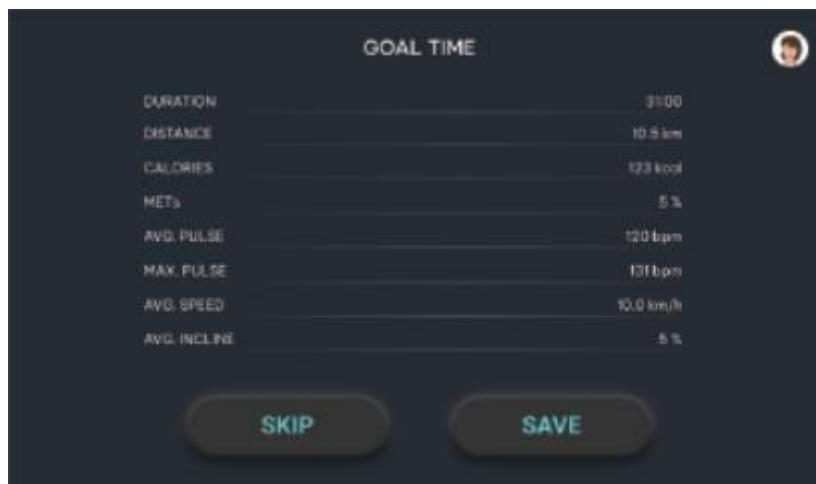 GOAL TIME
DURATION 31:00
DISTANCE 10.5 km
CALORIES 123 kcal
METs 5 %
AVG. PULSE 120 bpm
MAX. PULSE 131 bpm
AVG. SPEED 10.0 km/h
AVG. INCLINE 5 %
SKIP SAVE